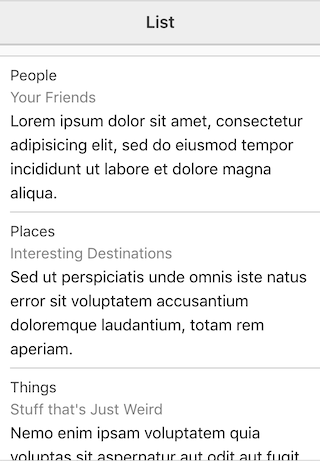 List
People
Your Friends
Lorem ipsum dolor sit amet, consectetur
adipisicing elit, sed do eiusmod tempor
incididunt ut labore et dolore magna
aliqua.
Places
Interesting Destinations
Sed ut perspiciatis unde omnis iste natus
error sit voluptatem accusantium
doloremque laudantium, totam rem
aperiam.
Things
Stuff that's Just Weird
Nemo enim ipsam voluptatem quia
voluptas sit aspernatur aut odit aut fugit